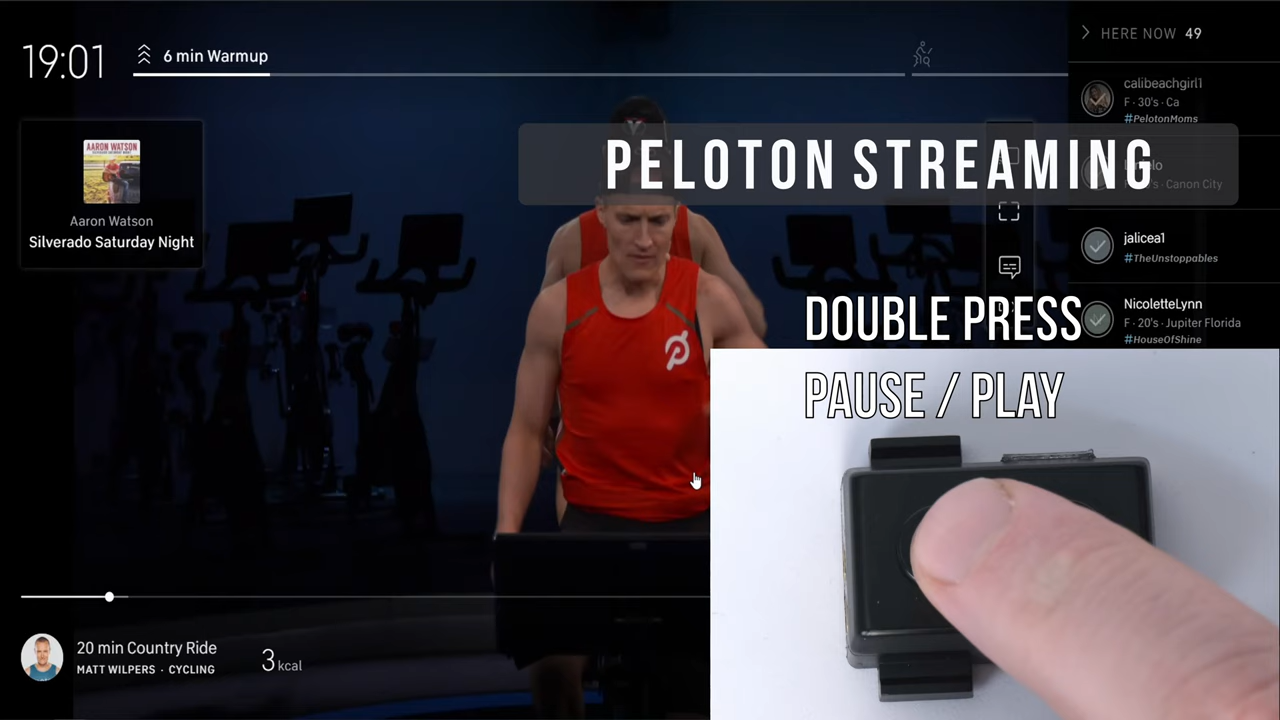 19:01
6 min Warmup
HERE NOW 49
calibeachgirl1
F · 30's · Ca
#PelotonMoms
PELOTON STREAMING
Canon City
AARON WATSON
Aaron Watson
Silverado Saturday Night
jalicea1
#TheUnstoppables
DOUBLE PRESS
NicoletteLynn
F · 20's · Jupiter Florida
#HouseOfShine
PAUSE / PLAY
20 min Country Ride
MATT WILPERS · CYCLING
3 kcal